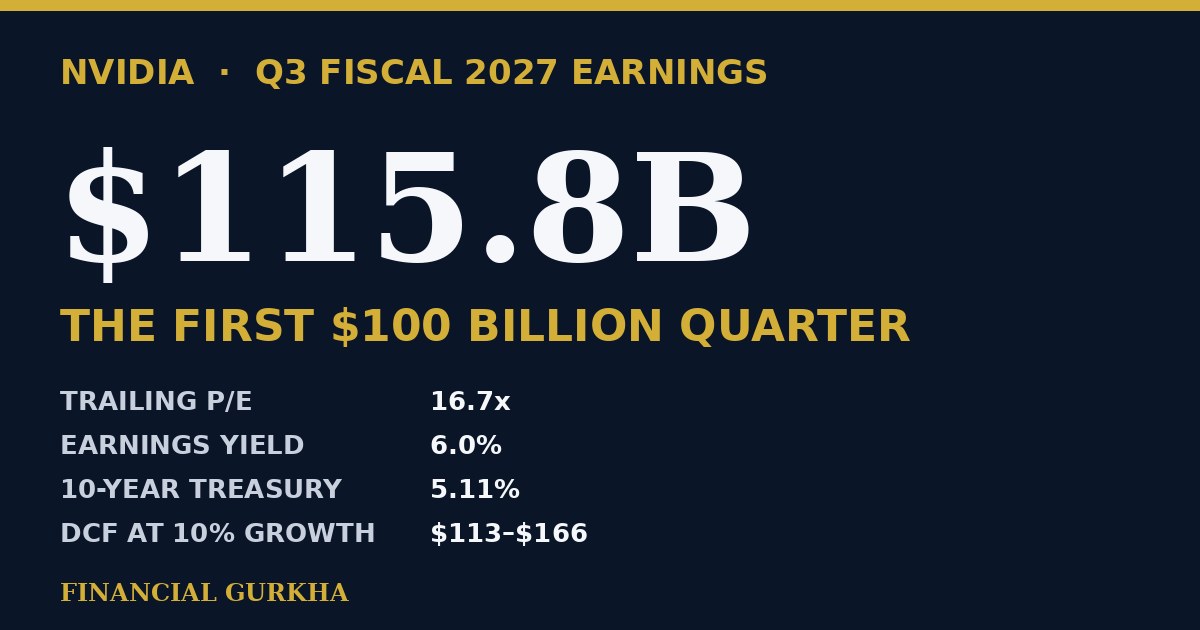 NVIDIA · Q3 FISCAL 2027 EARNINGS
$115.8B
THE FIRST $100 BILLION QUARTER
TRAILING P/E 16.7x
EARNINGS YIELD 6.0%
10-YEAR TREASURY 5.11%
DCF AT 10% GROWTH $113–$166
FINANCIAL GURKHA